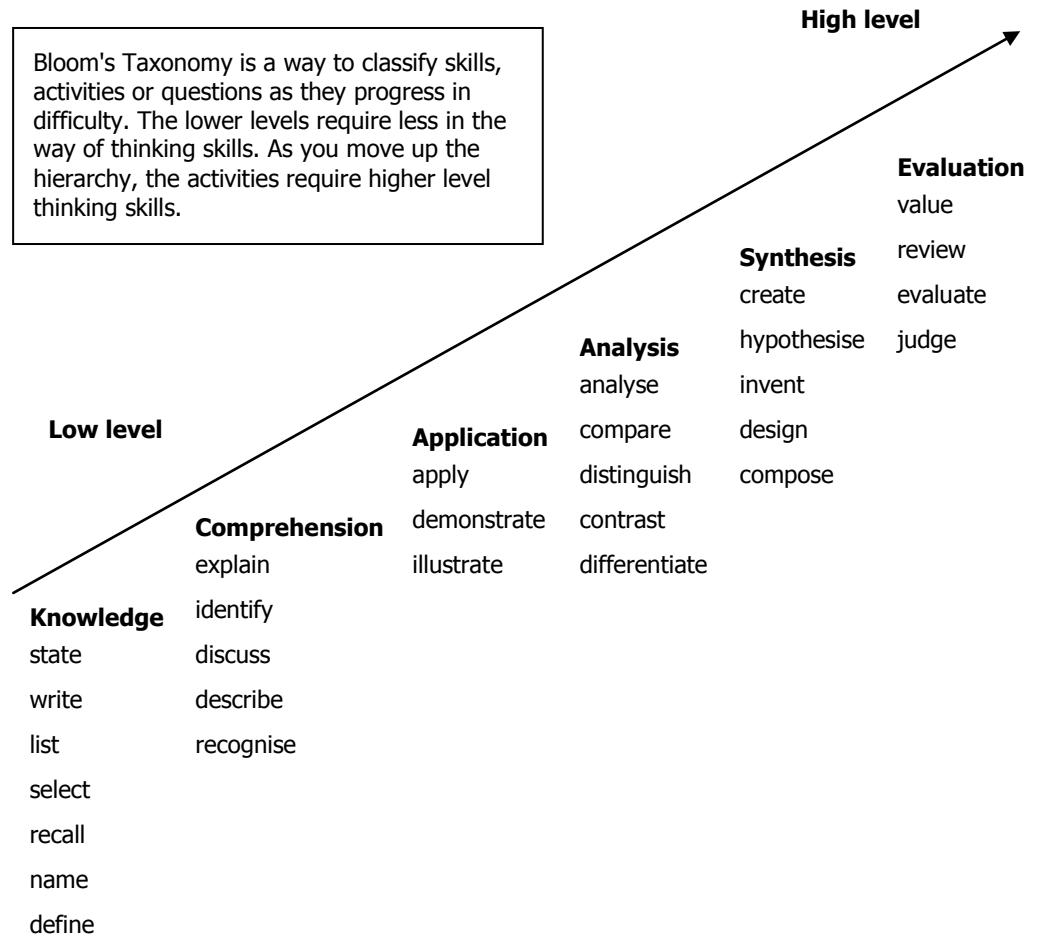 High level
Bloom's Taxonomy is a way to classify skills,
activities or questions as they progress in
difficulty. The lower levels require less in the
way of thinking skills. As you move up the
hierarchy, the activities require higher level
thinking skills.
Low level
Knowledge
state
write
list
select
recall
name
define
Comprehension
explain
identify
discuss
describe
recognise
Application
apply
demonstrate
illustrate
Analysis
analyse
compare
distinguish
contrast
differentiate
Synthesis
create
hypothesise
invent
design
compose
Evaluation
value
review
evaluate
judge